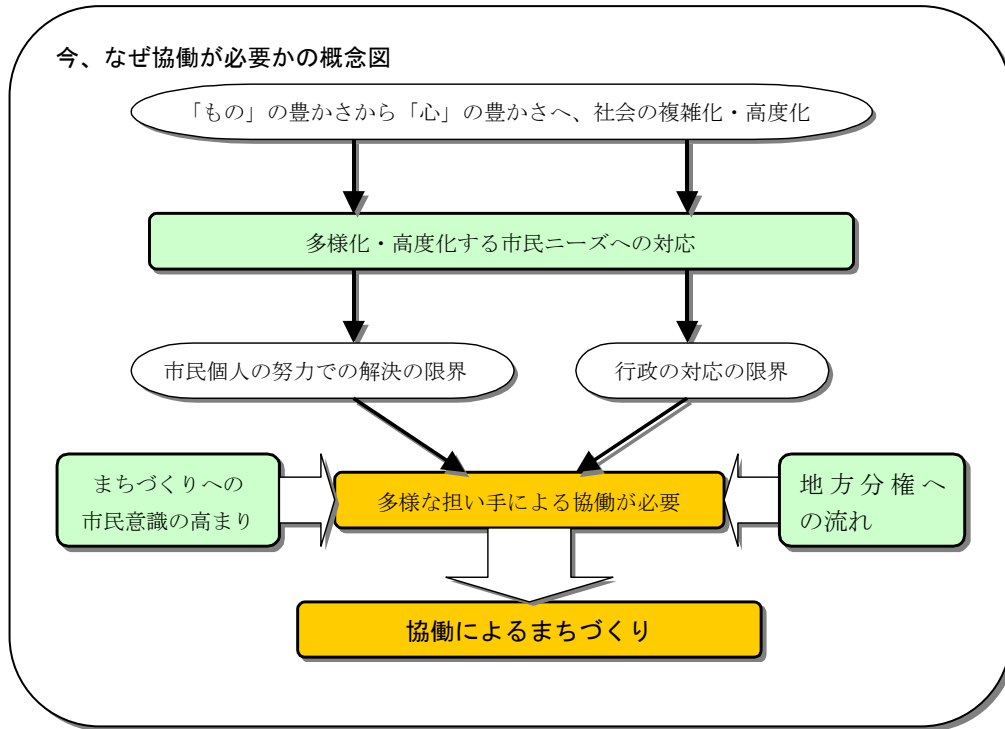 今、なぜ協働が必要かの概念図
「もの」の豊かさから「心」の豊かさへ、社会の複雑化・高度化
多様化・高度化する市民ニーズへの対応
市民個人の努力での解決の限界
行政の対応の限界
まちづくりへの
市民意識の高まり
多様な担い手による協働が必要
地方分権へ
の流れ
協働によるまちづくり